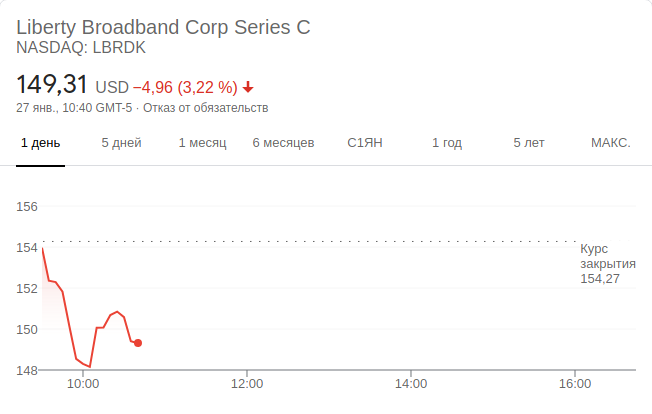 Liberty Broadband Corp Series C
NASDAQ: LBRDK
149,31 USD −4,96 (3,22 %)
27 янв., 10:40 GMT-5 · Отказ от обязательств
1 день 5 дней 1 месяц 6 месяцев С1ЯН 1 год 5 лет МАКС.
156
154
152
150
148
Курс
закрытия
154,27
10:00 12:00 14:00 16:00